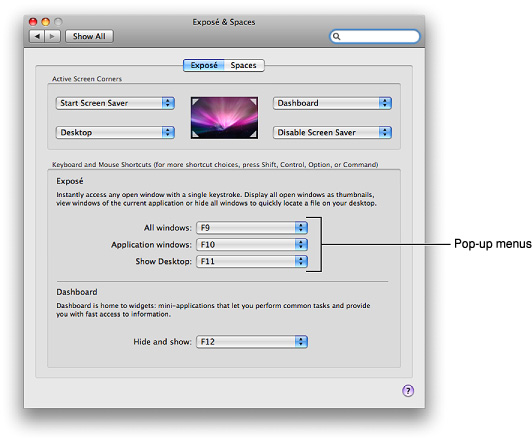 Exposé & Spaces
Show All
Exposé Spaces
Active Screen Corners
Start Screen Saver
Dashboard
Desktop
Disable Screen Saver
Keyboard and Mouse Shortcuts (for more shortcut choices, press Shift, Control, Option, or Command)
Exposé
Instantly access any open window with a single keystroke. Display all open windows as thumbnails,
view windows of the current application or hide all windows to quickly locate a file on your desktop.
All windows: F9
Application windows: F10
Pop-up menus
Show Desktop: F11
Dashboard
Dashboard is home to widgets: mini-applications that let you perform common tasks and provide
you with fast access to information.
Hide and show: F12
?